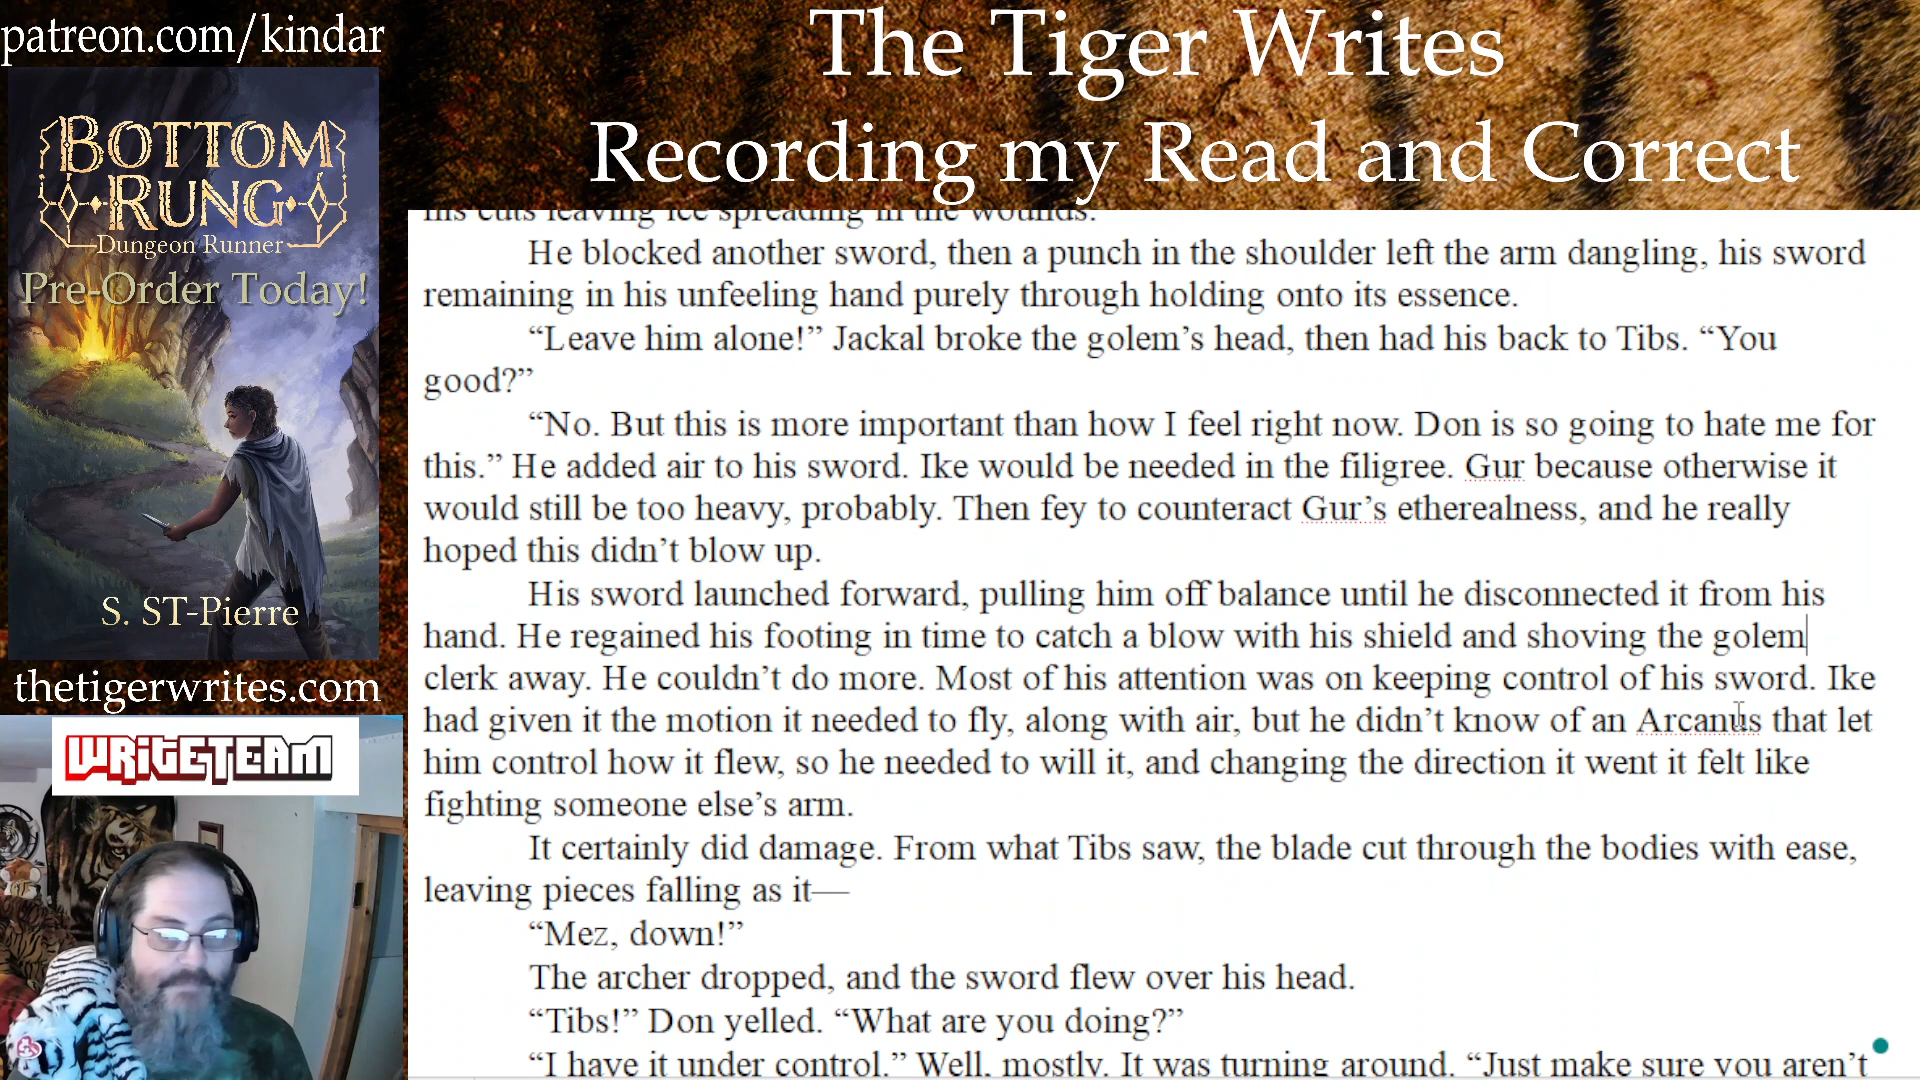 patreon.com/kindar
BOTTOM
RUNG
Dungeon Runner
Pre-Order Today!
S. ST-Pierre
thetigerwrites.com
WRITETEAM
The Tiger Writes
Recording my Read and Correct
his cuts leaving ice spreading in the wounds.
He blocked another sword, then a punch in the shoulder left the arm dangling, his sword
remaining in his unfeeling hand purely through holding onto its essence.
“Leave him alone!” Jackal broke the golem’s head, then had his back to Tibs. “You
good?”
“No. But this is more important than how I feel right now. Don is so going to hate me for
this.” He added air to his sword. Ike would be needed in the filigree. Gur because otherwise it
would still be too heavy, probably. Then fey to counteract Gur’s etherealness, and he really
hoped this didn’t blow up.
His sword launched forward, pulling him off balance until he disconnected it from his
hand. He regained his footing in time to catch a blow with his shield and shoving the golem
clerk away. He couldn’t do more. Most of his attention was on keeping control of his sword. Ike
had given it the motion it needed to fly, along with air, but he didn’t know of an Arcanus that let
him control how it flew, so he needed to will it, and changing the direction it went it felt like
fighting someone else’s arm.
It certainly did damage. From what Tibs saw, the blade cut through the bodies with ease,
leaving pieces falling as it—
“Mez, down!”
The archer dropped, and the sword flew over his head.
“Tibs!” Don yelled. “What are you doing?”
“I have it under control.” Well, mostly. It was turning around. “Just make sure you aren’t